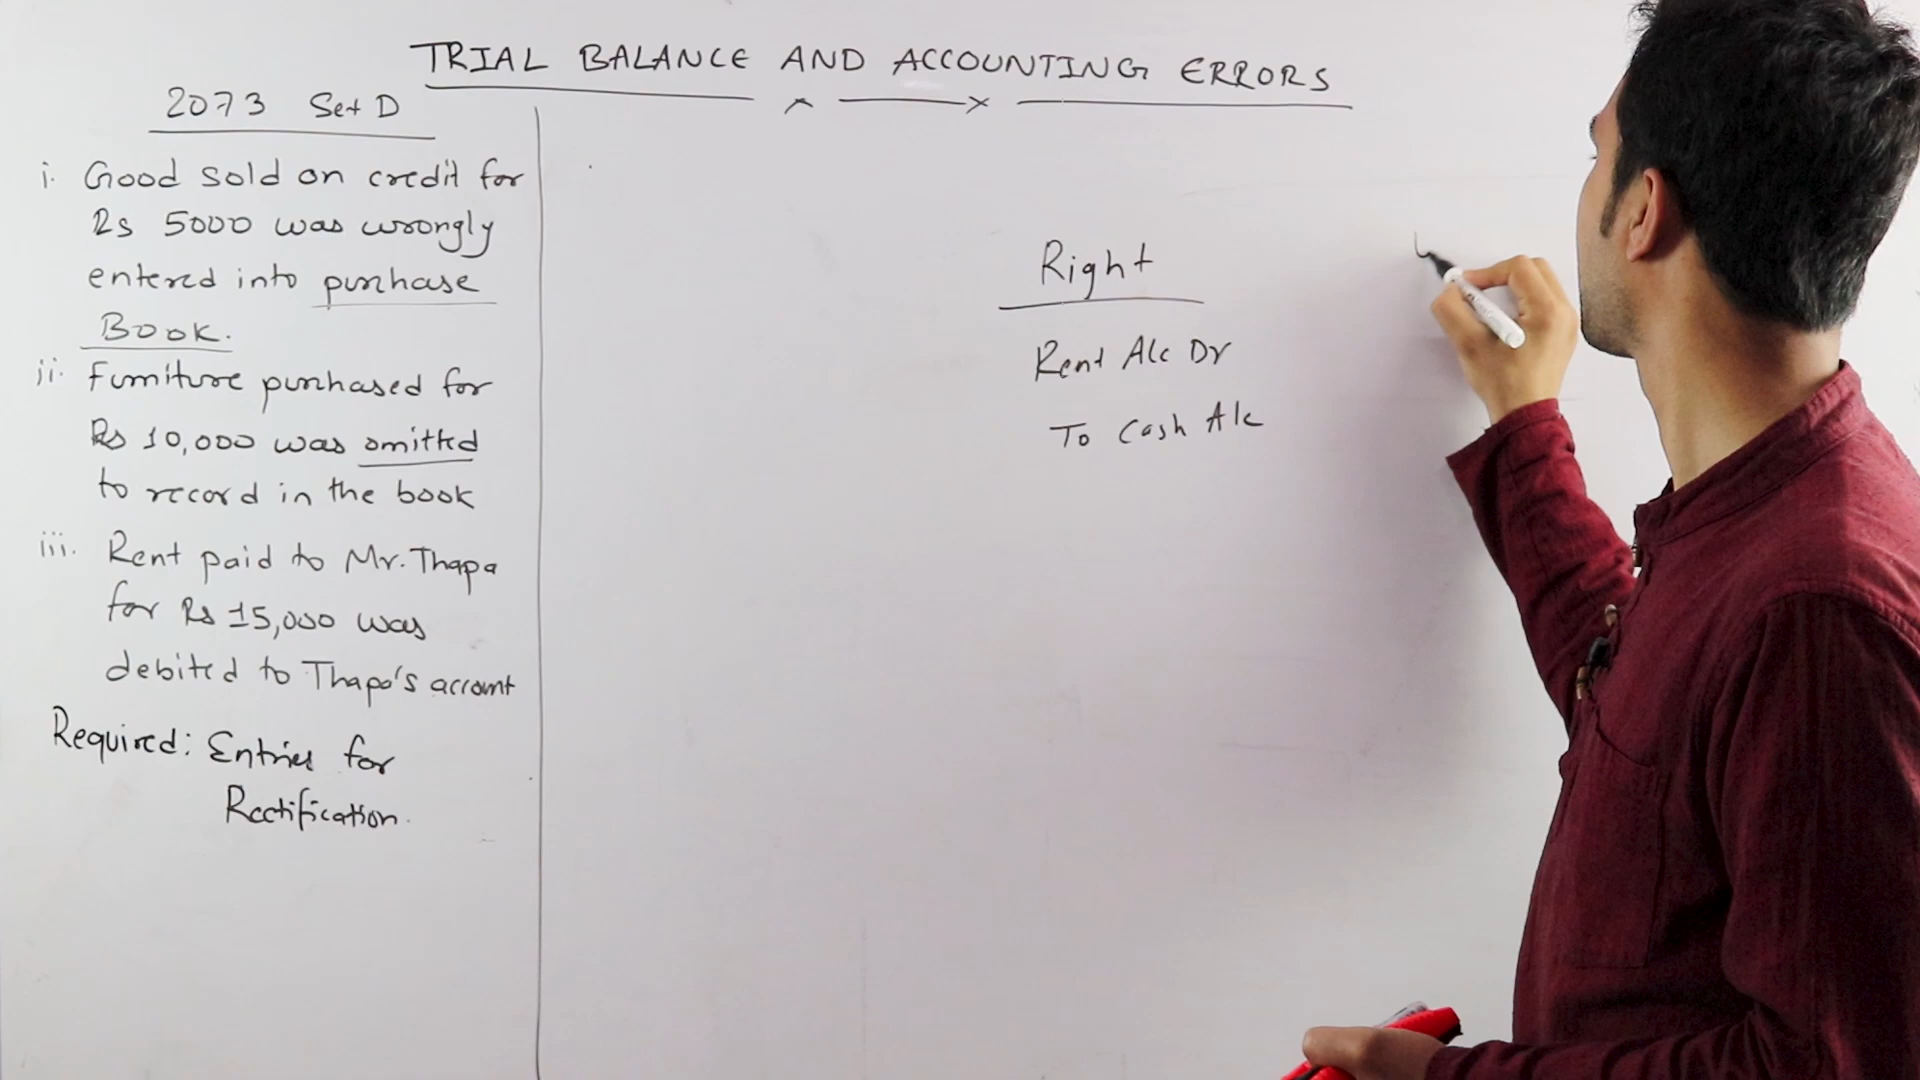 TRIAL BALANCE AND ACCOUNTING ERRORS
2073 Set D
i. Good sold on credit for
Rs 5000 was wrongly
entered into purchase
Book.
ii. Furniture purchased for
Rs 10,000 was omitted
to record in the book
iii. Rent paid to Mr. Thapa
for Rs 15,000 was
debited to Thapa's account
Required: Entries for
Rectification.
Right
Rent A/c Dr
To Cash A/c